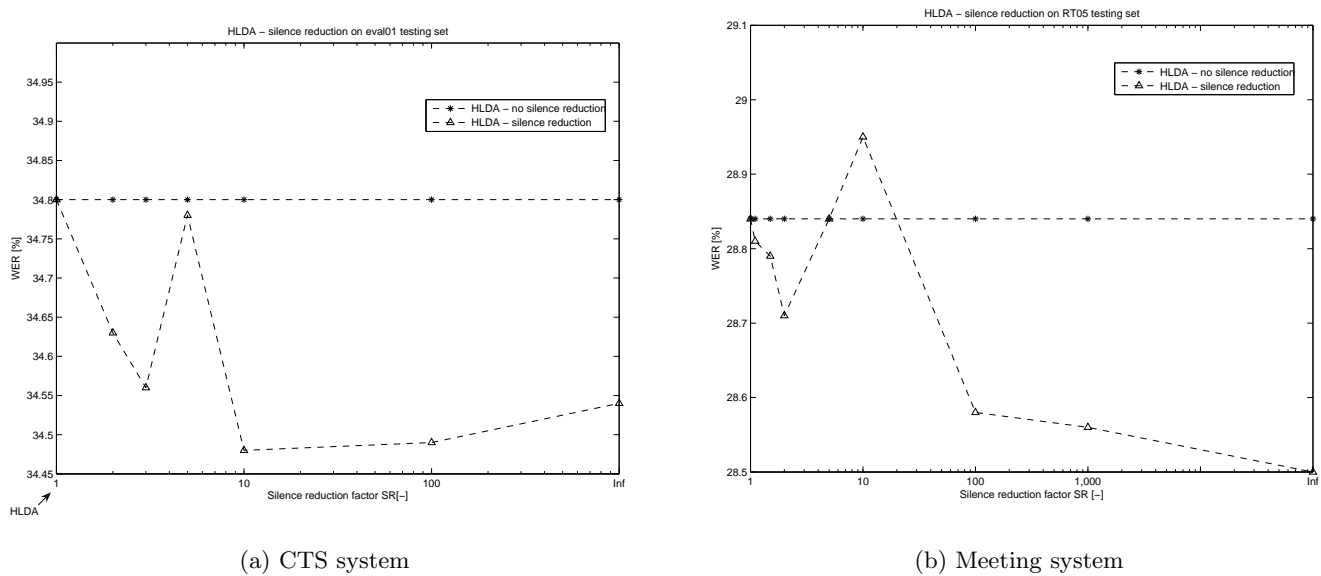 HLDA – silence reduction on eval01 testing set
34.95
34.9
34.85
34.8
34.75
34.7
34.65
34.6
34.55
34.5
34.45
WER [%]
HLDA – no silence reduction
HLDA – silence reduction
1
10
100
Inf
Silence reduction factor SR[–]
HLDA
(a) CTS system
HLDA – silence reduction on RT05 testing set
29.1
29
28.9
28.8
28.7
28.6
28.5
WER [%]
HLDA – no silence reduction
HLDA – silence reduction
1
10
100
1,000
Inf
Silence reduction factor SR[–]
(b) Meeting system